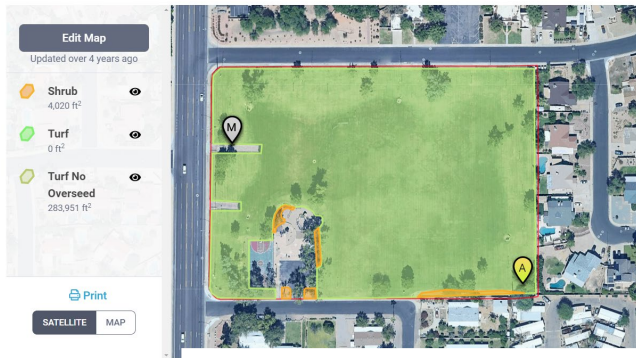 Edit Map
Updated over 4 years ago
Shrub
4,020 ft²
Turf
0 ft²
Turf No
Overseed
283,951 ft²
Print
SATELLITE MAP
M
A